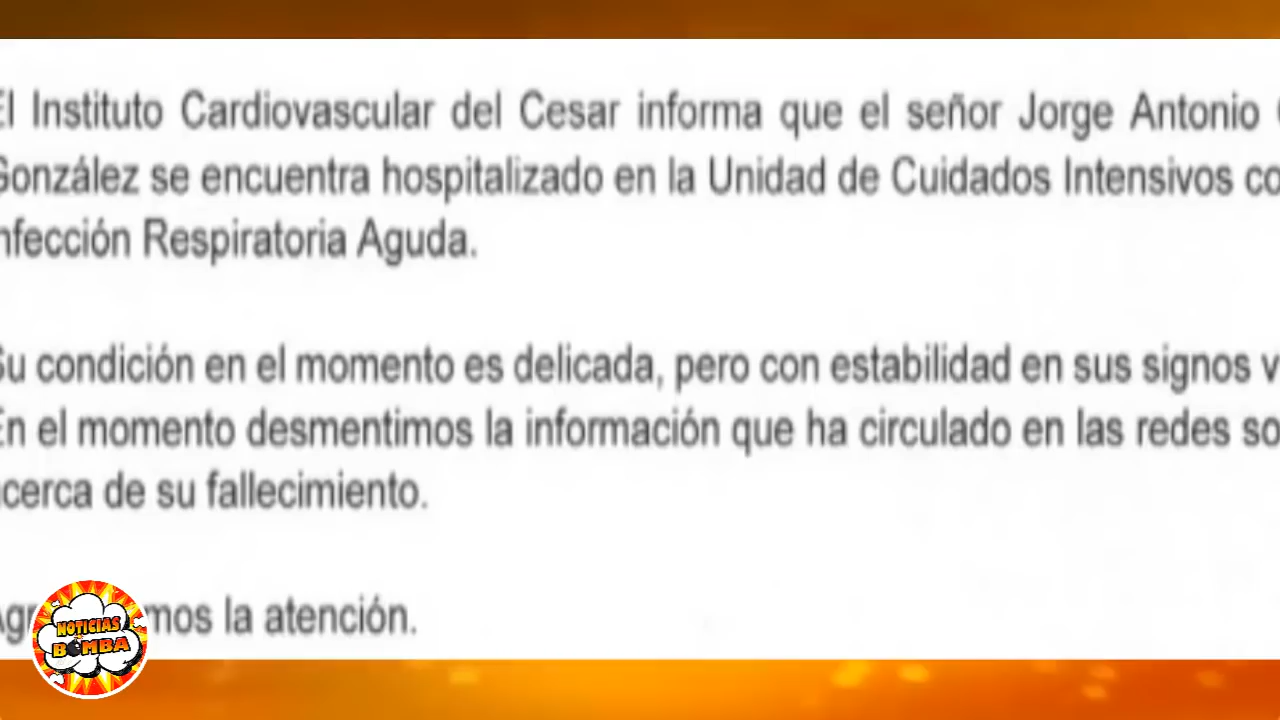 El Instituto Cardiovascular del Cesar informa que el señor Jorge Antonio
González se encuentra hospitalizado en la Unidad de Cuidados Intensivos co
nfección Respiratoria Aguda.
Su condición en el momento es delicada, pero con estabilidad en sus signos v
En el momento desmentimos la información que ha circulado en las redes so
acerca de su fallecimiento.
mos la atención.
NOTICIAS
BOMBA